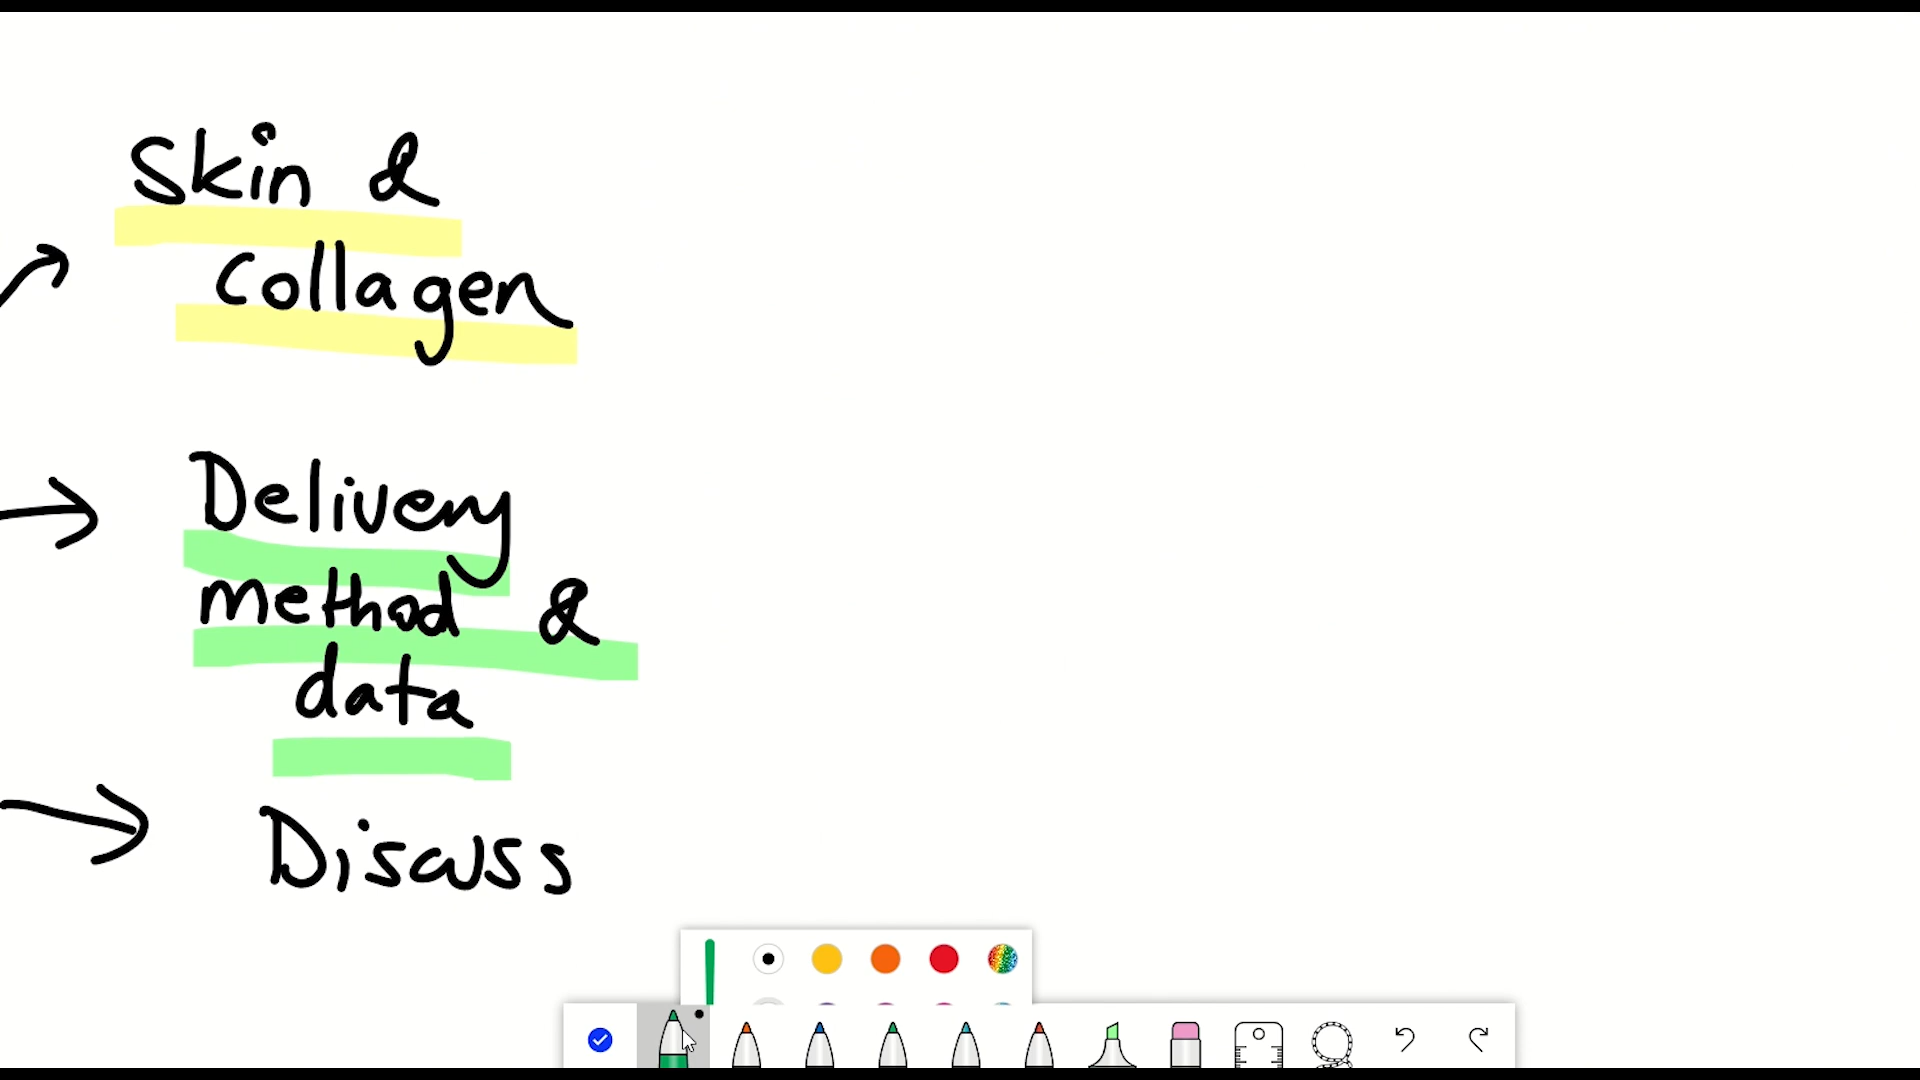 Skin &
Collagen
Delivery
method &
data
Discuss